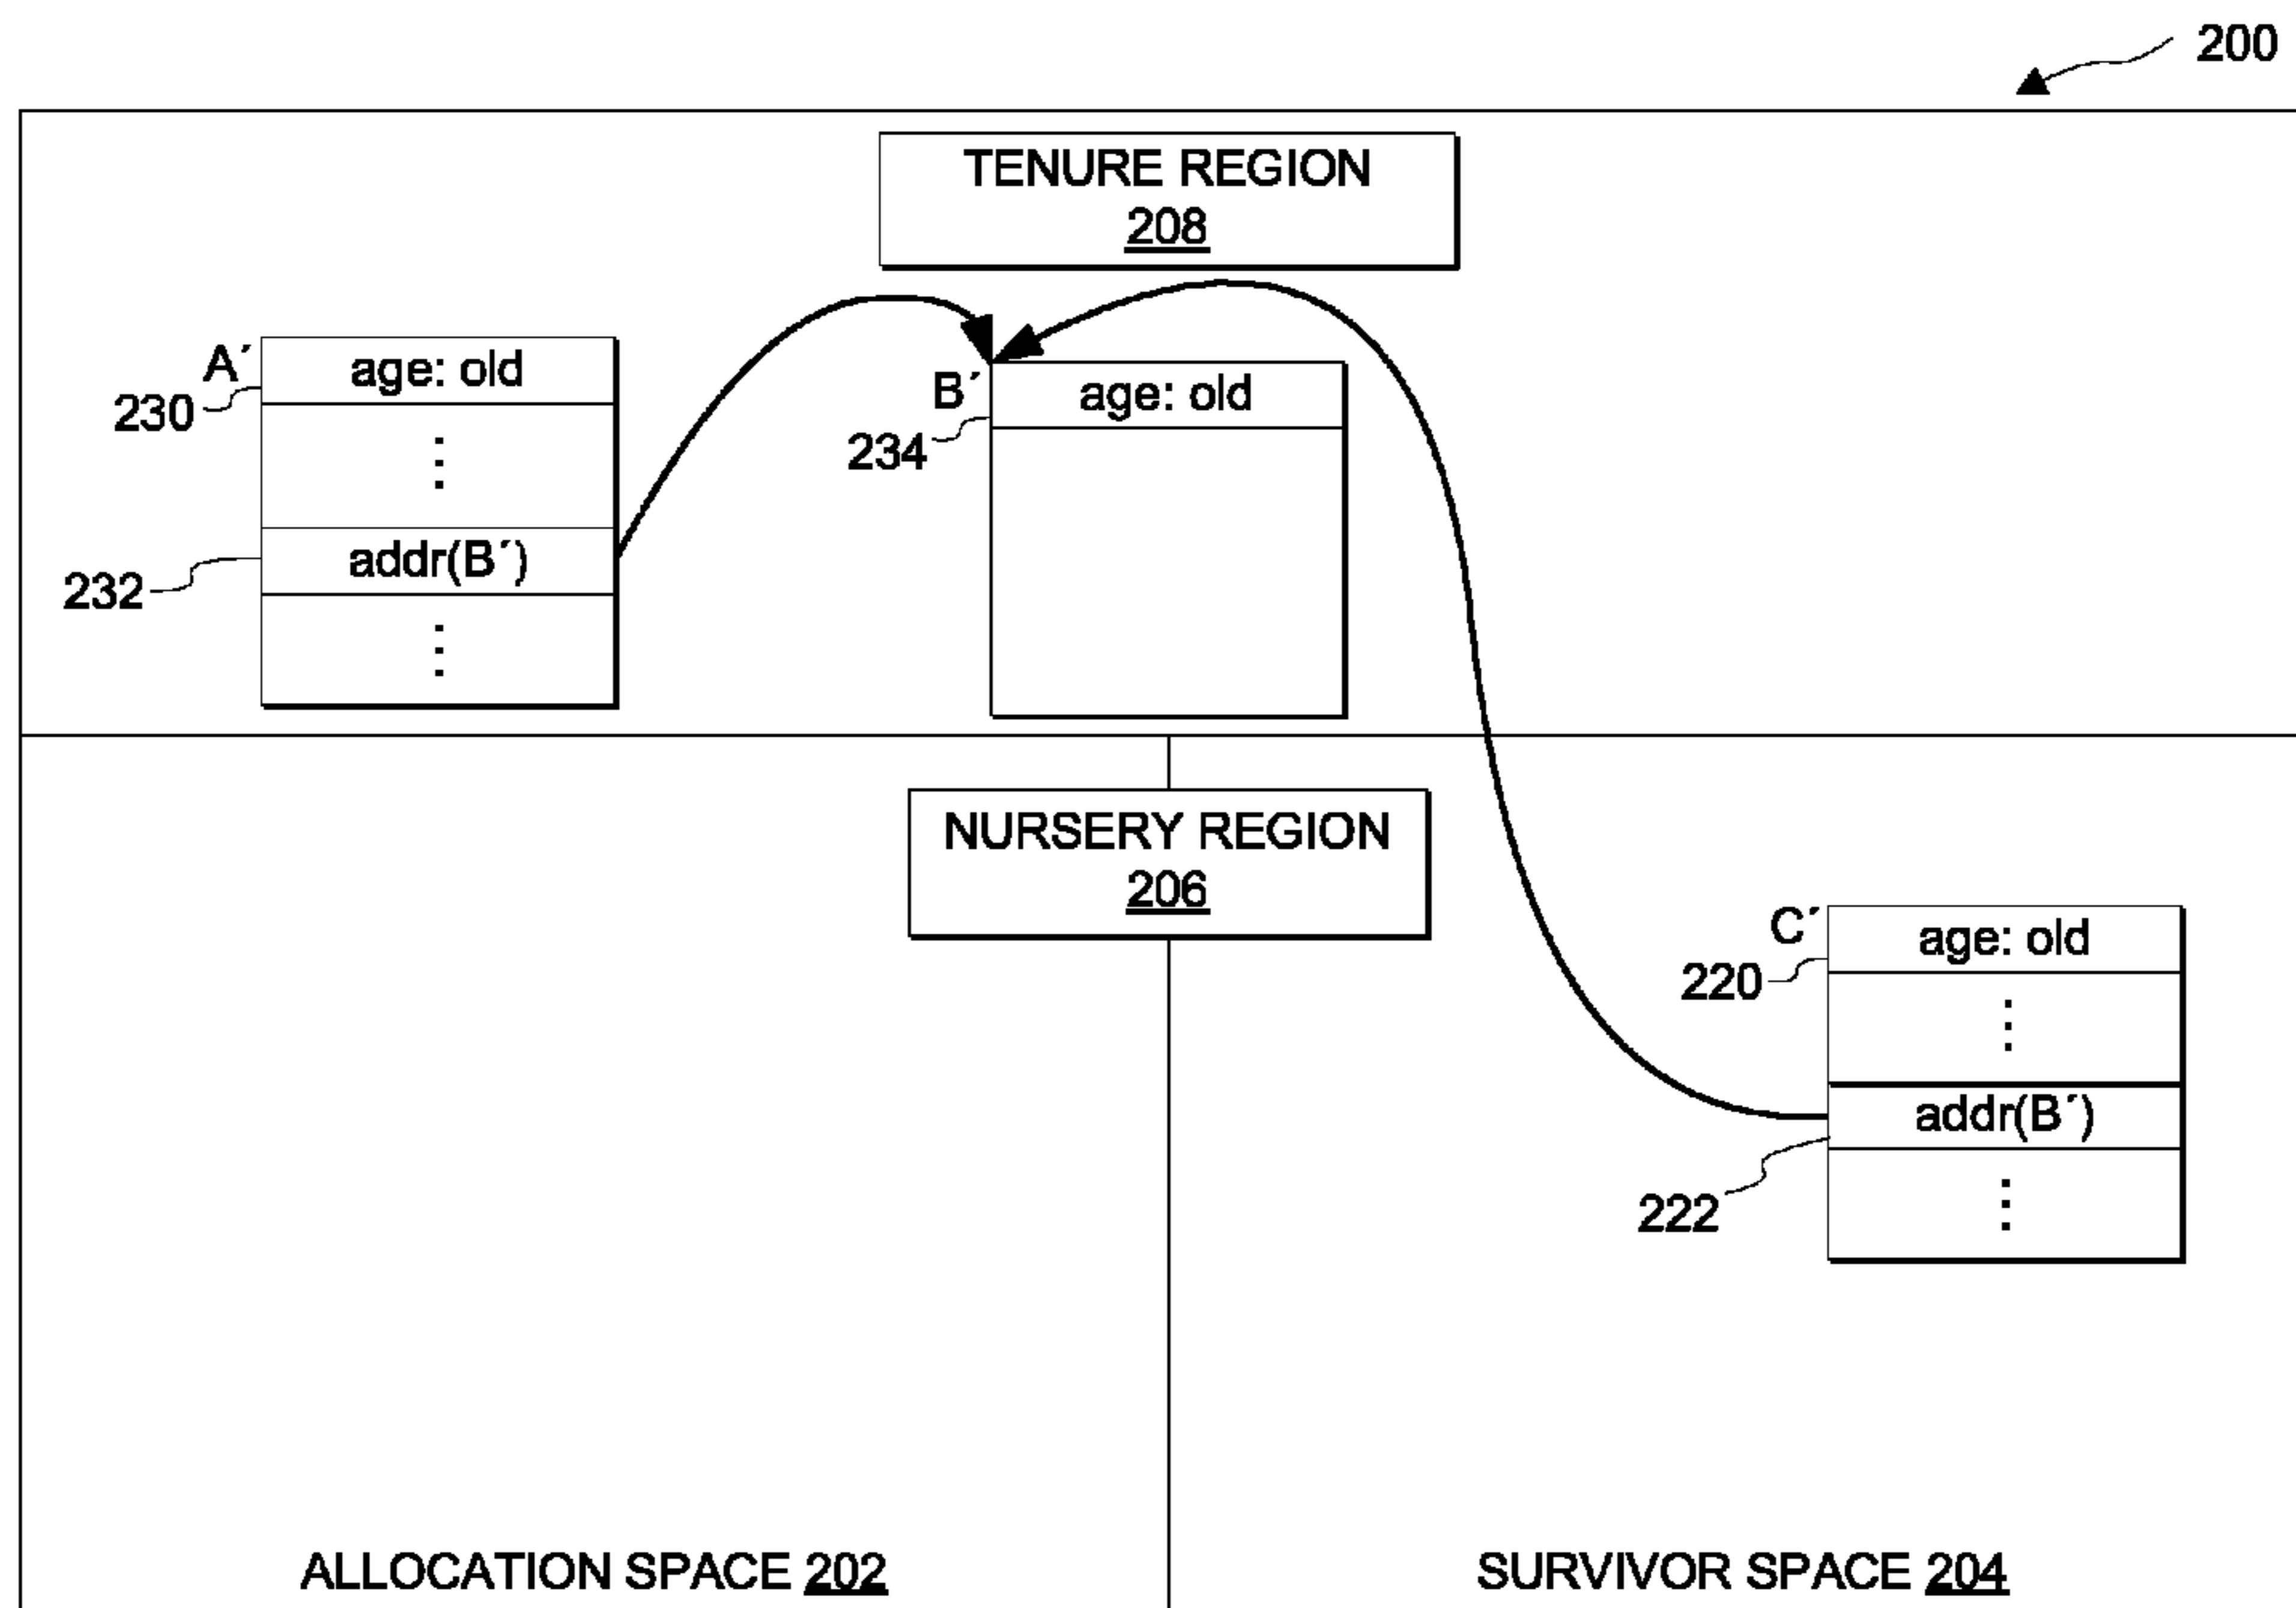 200
TENURE REGION
208
A´
age: old
230
⋮
addr(B´)
232
⋮
B´
age: old
234
NURSERY REGION
206
C´
age: old
220
⋮
addr(B´)
222
⋮
ALLOCATION SPACE 202
SURVIVOR SPACE 204